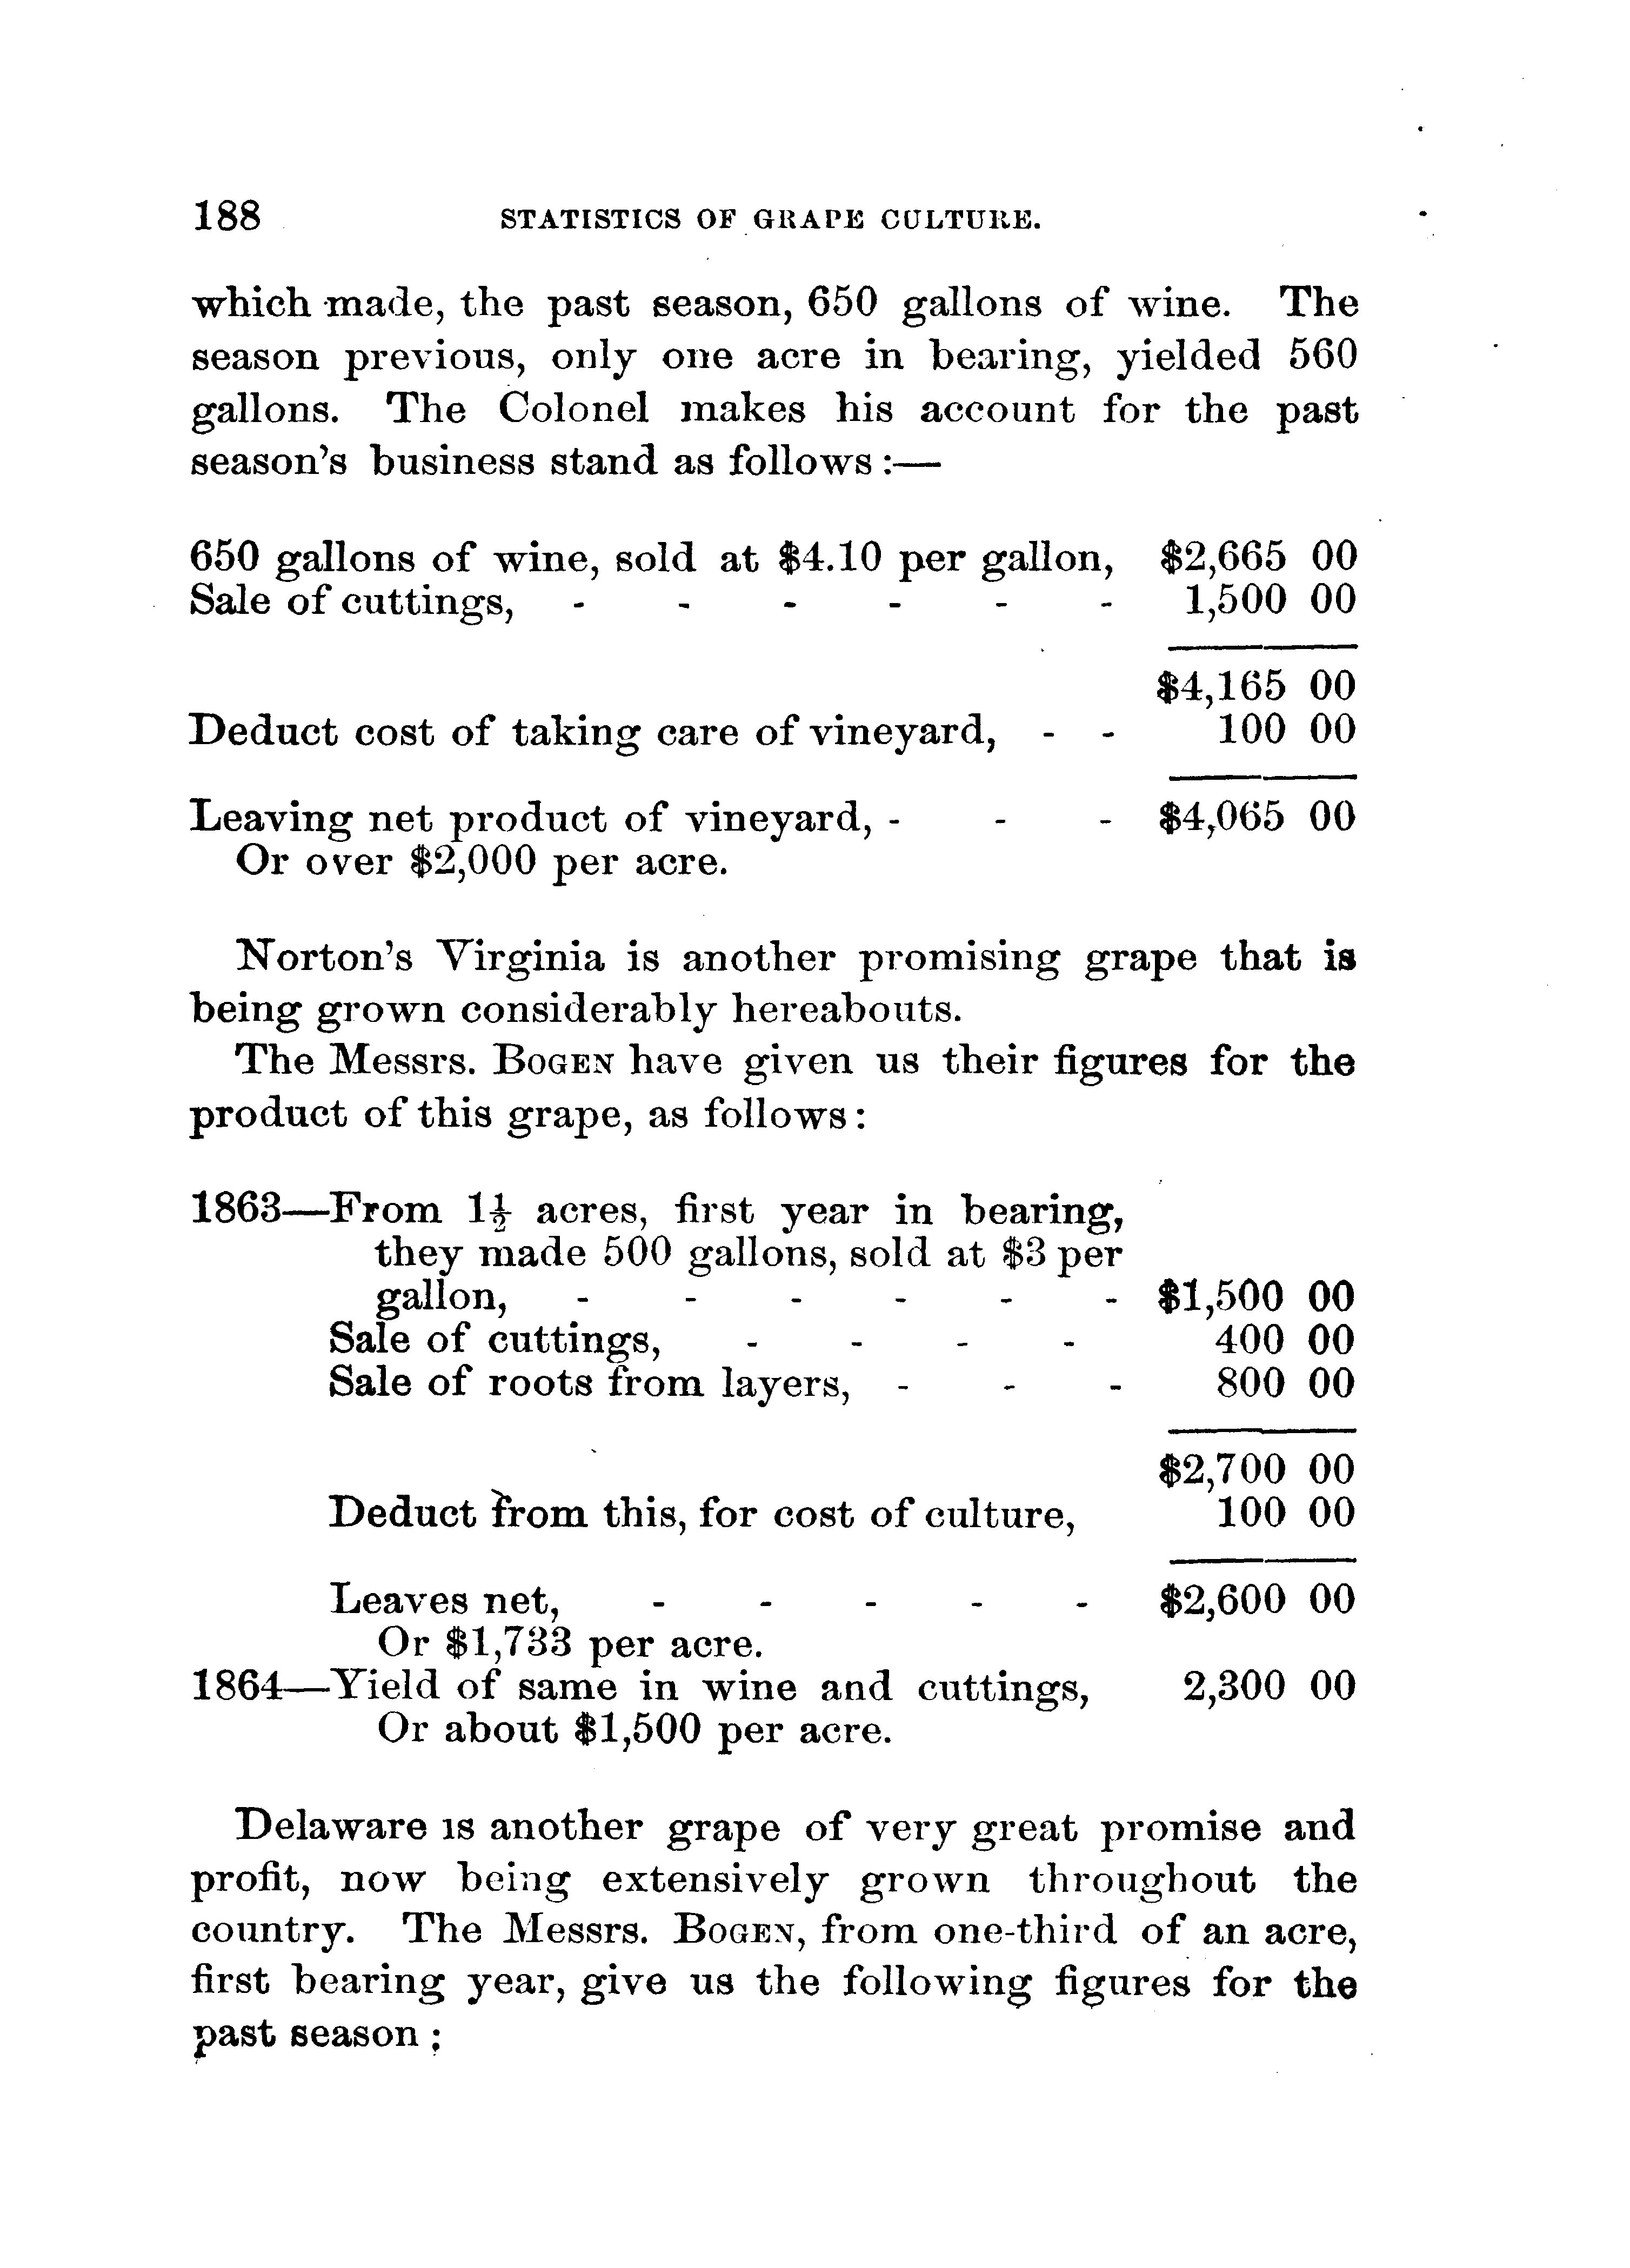 188 STATISTICS OF GRAPE CULTURE.
which made, the past season, 650 gallons of wine. The
season previous, only one acre in bearing, yielded 560
gallons. The Colonel makes his account for the past
season's business stand as follows:—
650 gallons of wine, sold at $4.10 per gallon, $2,665 00
Sale of cuttings, - - - - - - 1,500 00
$4,165 00
Deduct cost of taking care of vineyard, - - 100 00
Leaving net product of vineyard, - - - $4,065 00
Or over $2,000 per acre.
Norton's Virginia is another promising grape that is
being grown considerably hereabouts.
The Messrs. BOGEN have given us their figures for the
product of this grape, as follows:
1863—From 1½ acres, first year in bearing,
they made 500 gallons, sold at $3 per
gallon, - - - - - - $1,500 00
Sale of cuttings, - - - - 400 00
Sale of roots from layers, - - - 800 00
$2,700 00
Deduct from this, for cost of culture, 100 00
Leaves net, - - - - - $2,600 00
Or $1,733 per acre.
1864—Yield of same in wine and cuttings, 2,300 00
Or about $1,500 per acre.
Delaware is another grape of very great promise and
profit, now being extensively grown throughout the
country. The Messrs. BOGEN, from one-third of an acre,
first bearing year, give us the following figures for the
past season;